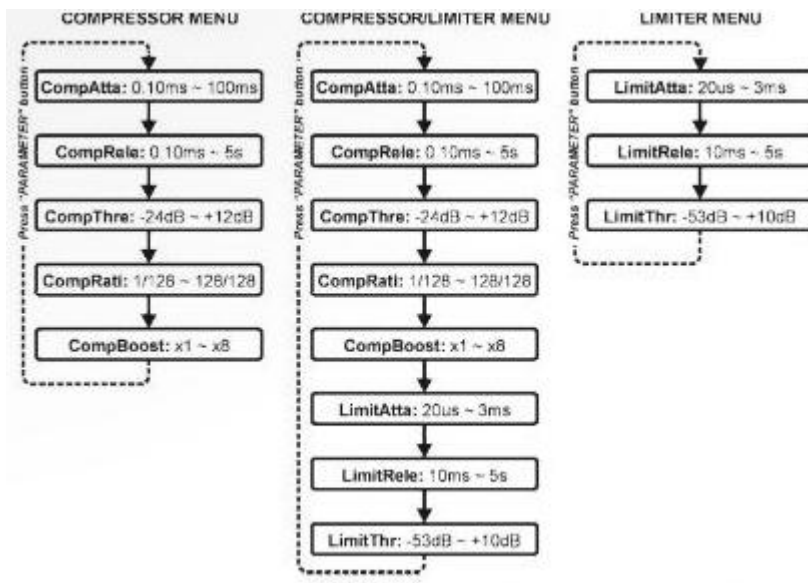 COMPRESSOR MENU
Press "PARAMETER" button
CompAtta: 0.10ms ~ 100ms
CompRele: 0.10ms ~ 5s
CompThre: -24dB ~ +12dB
CompRati: 1/128 ~ 128/128
CompBoost: x1 ~ x8
COMPRESSOR/LIMITER MENU
Press "PARAMETER" button
CompAtta: 0.10ms ~ 100ms
CompRele: 0.10ms ~ 5s
CompThre: -24dB ~ +12dB
CompRati: 1/128 ~ 128/128
CompBoost: x1 ~ x8
LimitAtta: 20us ~ 3ms
LimitRele: 10ms ~ 5s
LimitThr: -53dB ~ +10dB
LIMITER MENU
Press "PARAMETER" button
LimitAtta: 20us ~ 3ms
LimitRele: 10ms ~ 5s
LimitThr: -53dB ~ +10dB